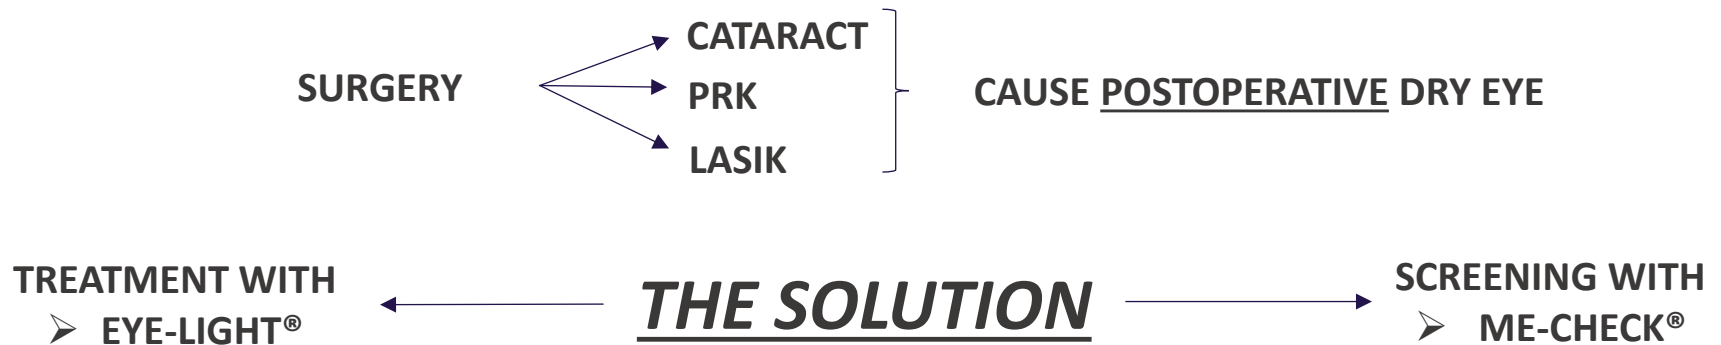 SURGERY
CATARACT
PRK
LASIK
CAUSE POSTOPERATIVE DRY EYE
TREATMENT WITH
➢ EYE-LIGHT®
THE SOLUTION
SCREENING WITH
➢ ME-CHECK®